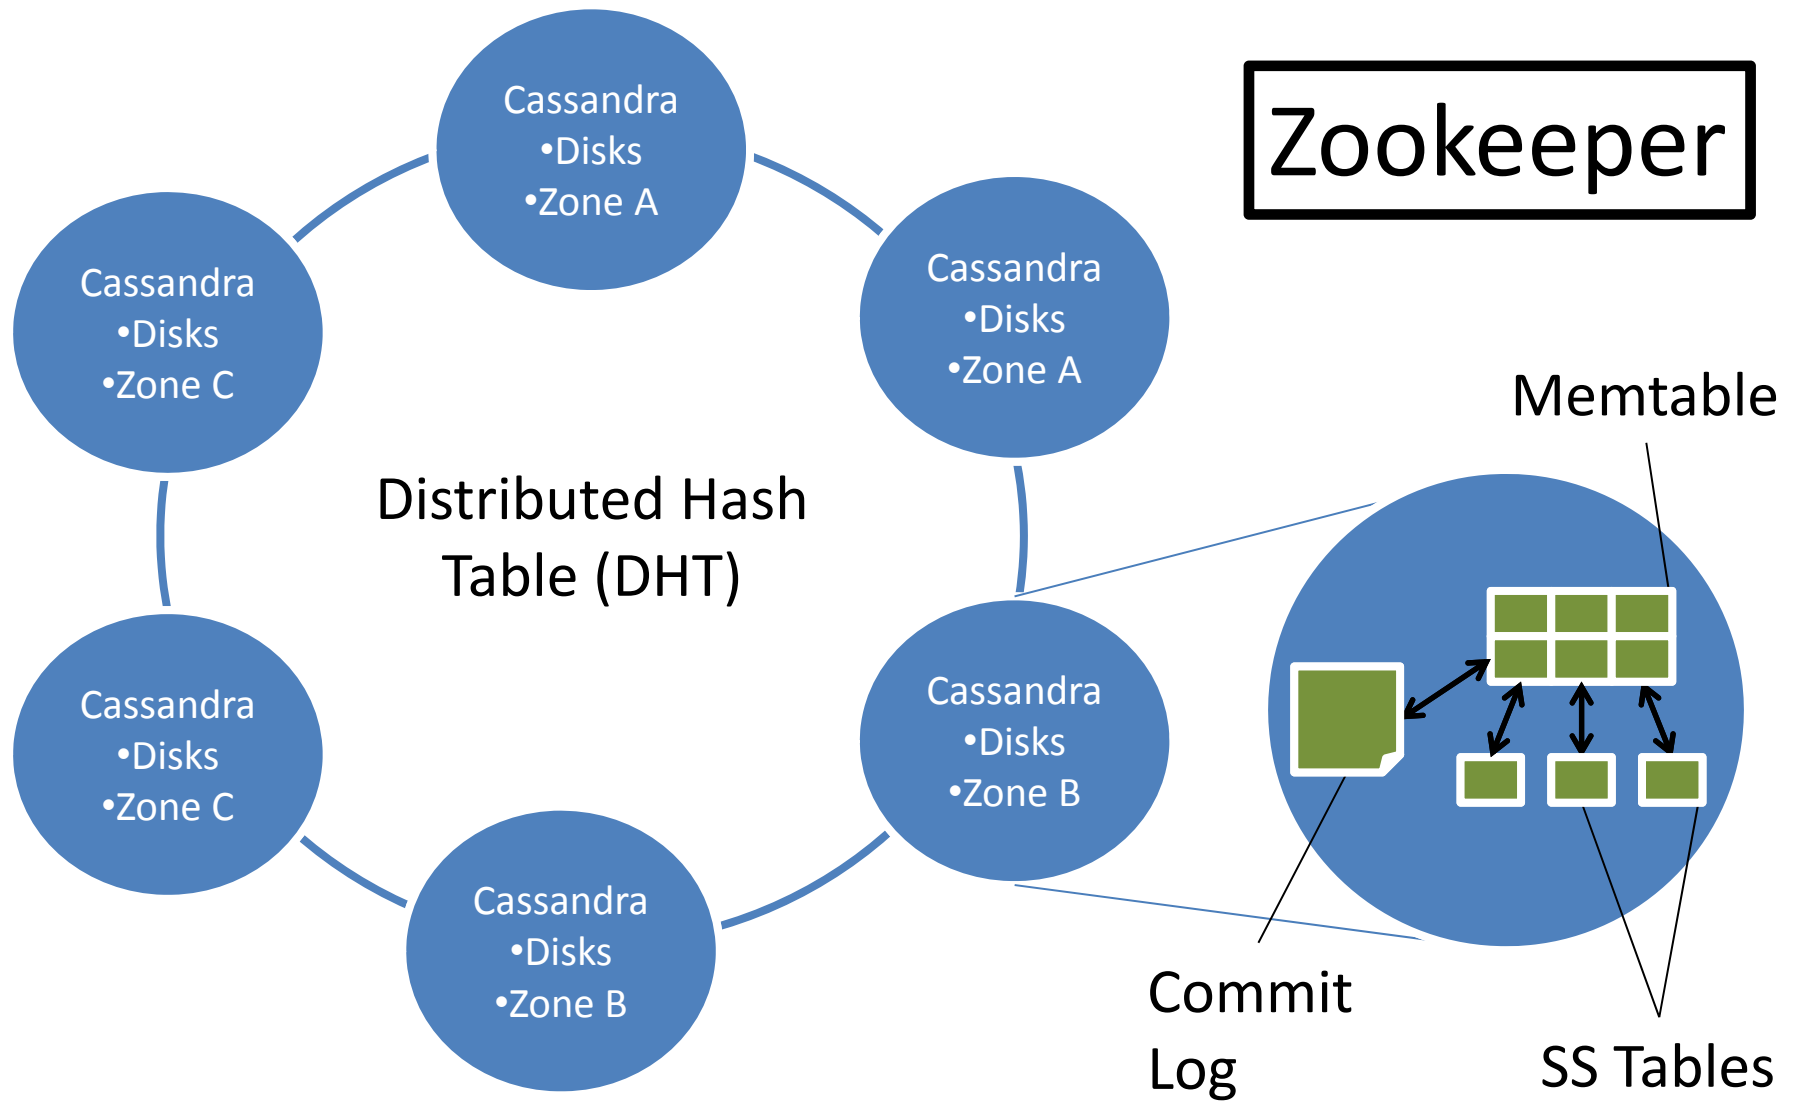 Cassandra
•Disks
•Zone A
Zookeeper
Cassandra
•Disks
•Zone A
Cassandra
•Disks
•Zone C
Memtable
Distributed Hash
Table (DHT)
Cassandra
•Disks
•Zone B
Cassandra
•Disks
•Zone C
Cassandra
•Disks
•Zone B
Commit
Log
SS Tables